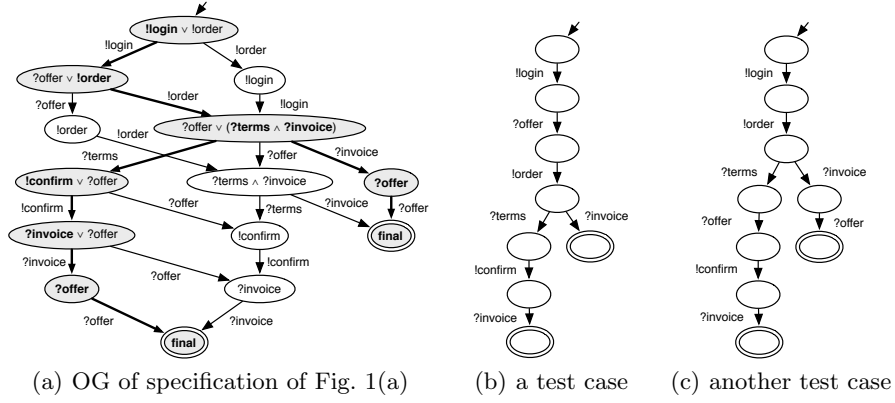 !login ∨ !order
!login
!order
?offer ∨ !order
!login
?offer
!order
!login
!order
!order
?offer ∨ (?terms ∧ ?invoice)
?terms
?offer
?invoice
!confirm ∨ ?offer
?terms ∧ ?invoice
?offer
!confirm
?offer
?terms
?invoice
?offer
?invoice ∨ ?offer
!confirm
final
?invoice
?offer
!confirm
?offer
?invoice
?offer
?invoice
final
(a) OG of specification of Fig. 1(a)
!login
?offer
!order
?terms
?invoice
!confirm
?invoice
(b) a test case
!login
!order
?terms
?invoice
?offer
?offer
!confirm
?invoice
(c) another test case